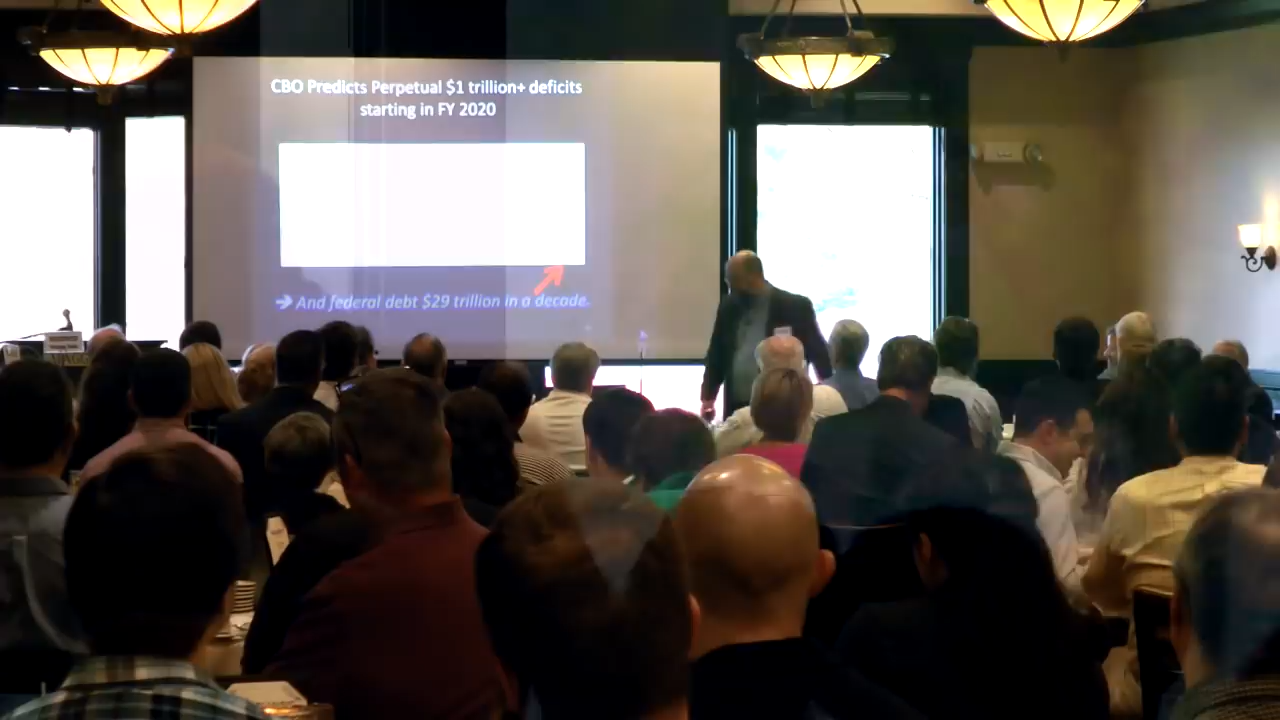 CBO Predicts Perpetual $1 trillion+ deficits
starting in FY 2020
➔ And federal debt $29 trillion in a decade.